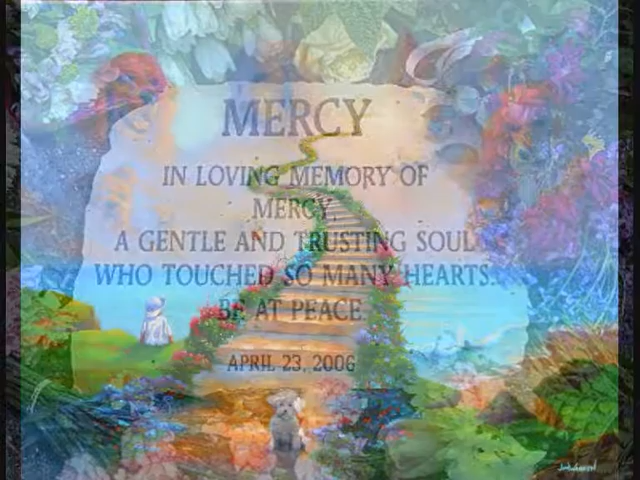 MERCY
IN LOVING MEMORY OF
MERCY,
A GENTLE AND TRUSTING SOUL
WHO TOUCHED SO MANY HEARTS.
BE AT PEACE
APRIL 23, 2006